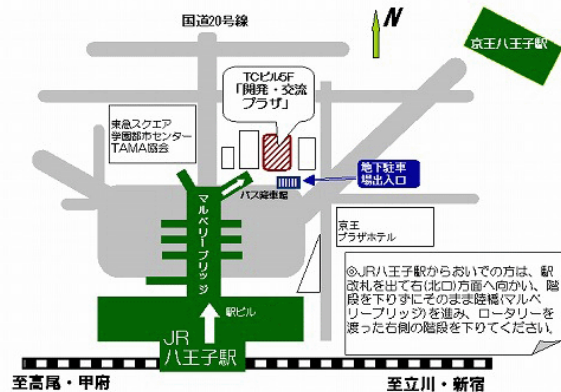 国道20号線
N
京王八王子駅
TCビル5F
「開発・交流
プラザ」
東急スクエア
学園都市センター
TAMA協会
地下駐車
場出入口
バス降車場
マルベリーブリッジ
京王
プラザホテル
◎JR八王子駅からおいでの方は、駅
改札を出て右(北口)方面へ向かい、階
段を下りずにそのまま陸橋(マルベ
リーブリッジ)を進み、ロータリーを
渡った右側の階段を下りてください。
駅ビル
JR
八王子駅
至高尾・甲府
至立川・新宿